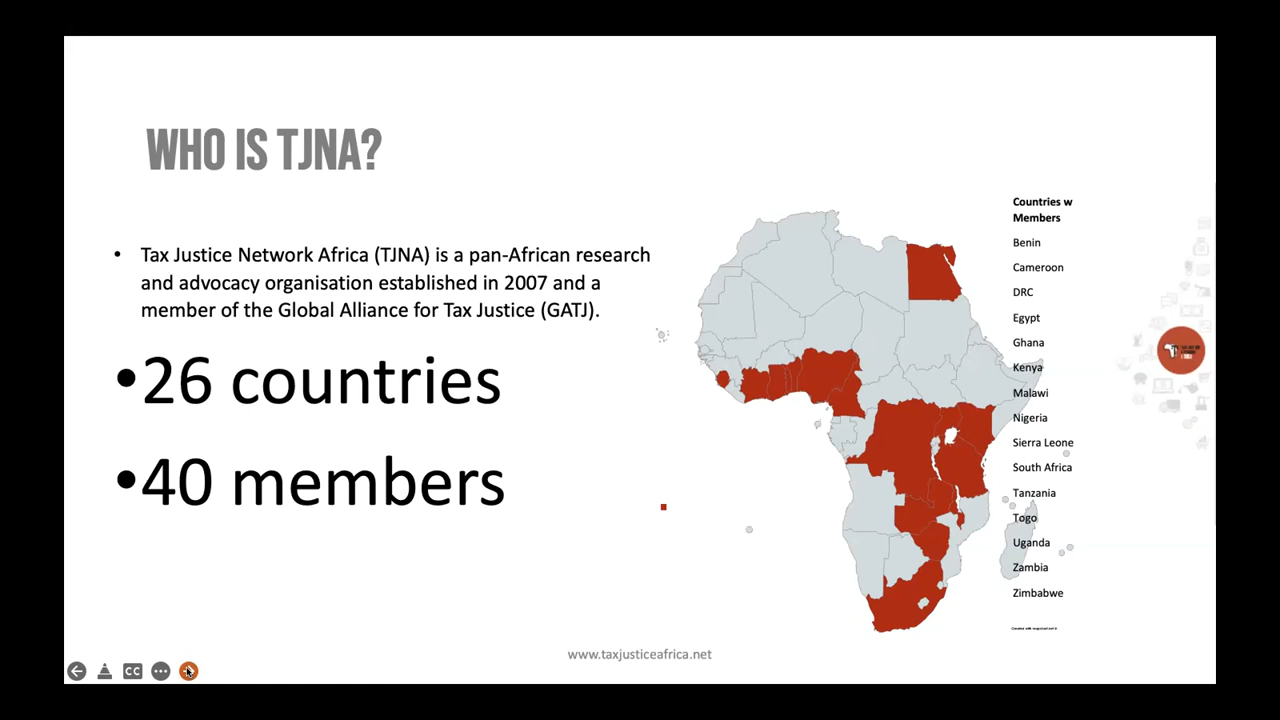 WHO IS TJNA?
• Tax Justice Network Africa (TJNA) is a pan-African research
and advocacy organisation established in 2007 and a
member of the Global Alliance for Tax Justice (GATJ).
•26 countries
•40 members
Countries w
Members
Benin
Cameroon
DRC
Egypt
Ghana
Kenya
Malawi
Nigeria
Sierra Leone
South Africa
Tanzania
Togo
Uganda
Zambia
Zimbabwe
www.taxjusticeafrica.net
CC